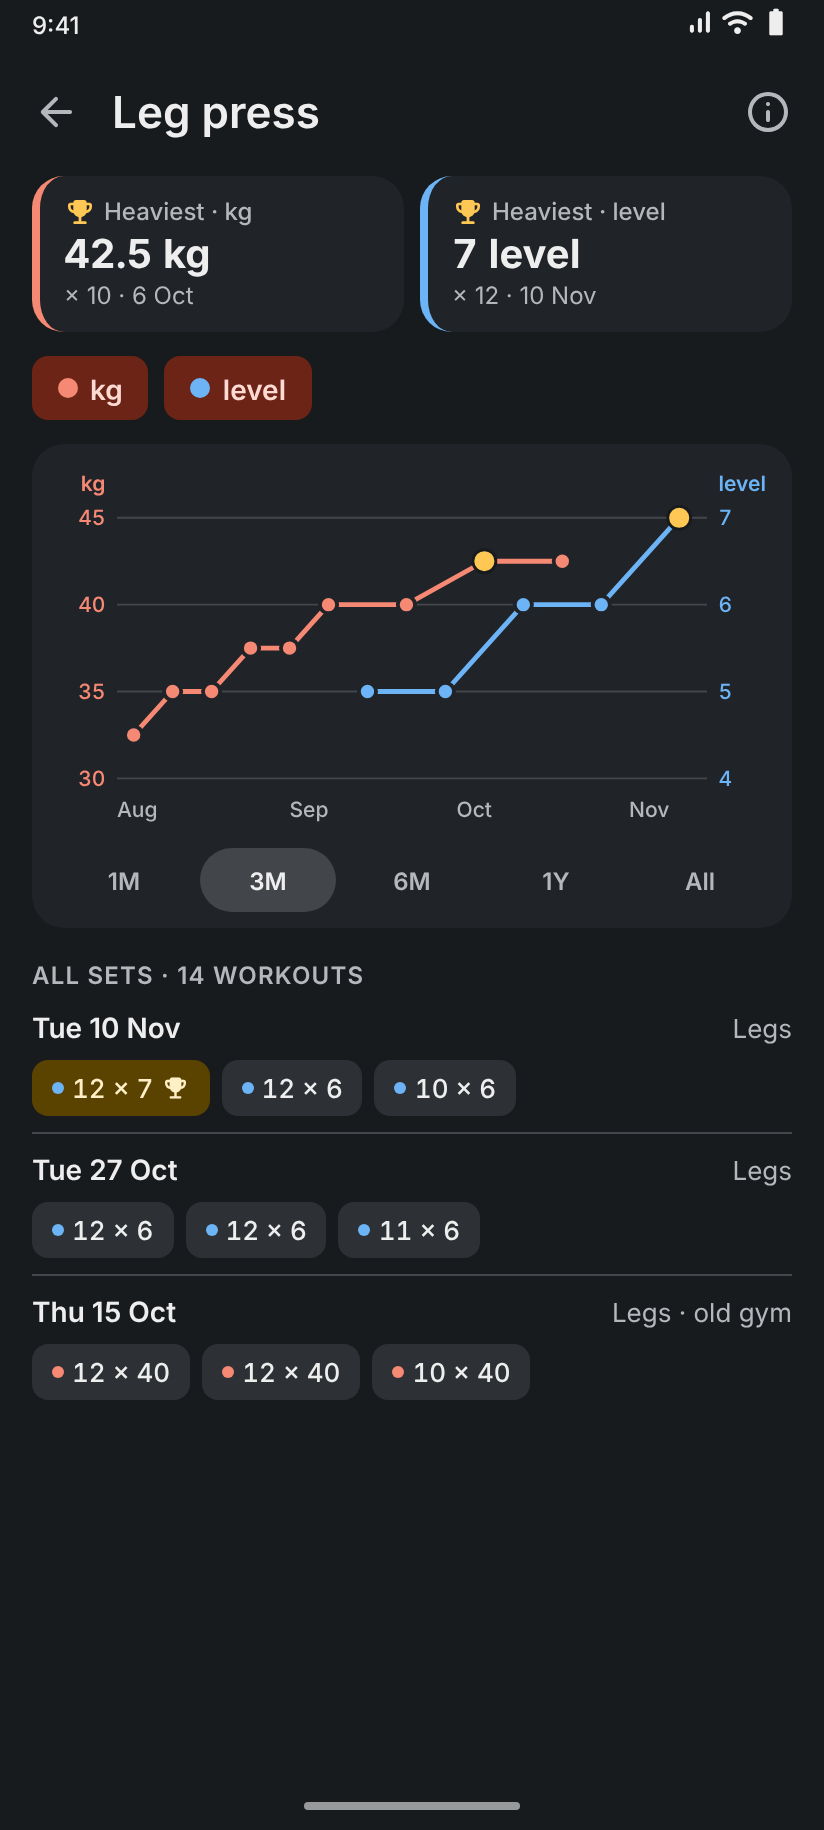 9:41
Leg press
Heaviest · kg
42.5 kg
× 10 · 6 Oct
Heaviest · level
7 level
× 12 · 10 Nov
kg
level
kg
level
45
7
40
6
35
5
30
4
Aug
Sep
Oct
Nov
1M
3M
6M
1Y
All
ALL SETS · 14 WORKOUTS
Tue 10 Nov
Legs
12 × 7
12 × 6
10 × 6
Tue 27 Oct
Legs
12 × 6
12 × 6
11 × 6
Thu 15 Oct
Legs · old gym
12 × 40
12 × 40
10 × 40